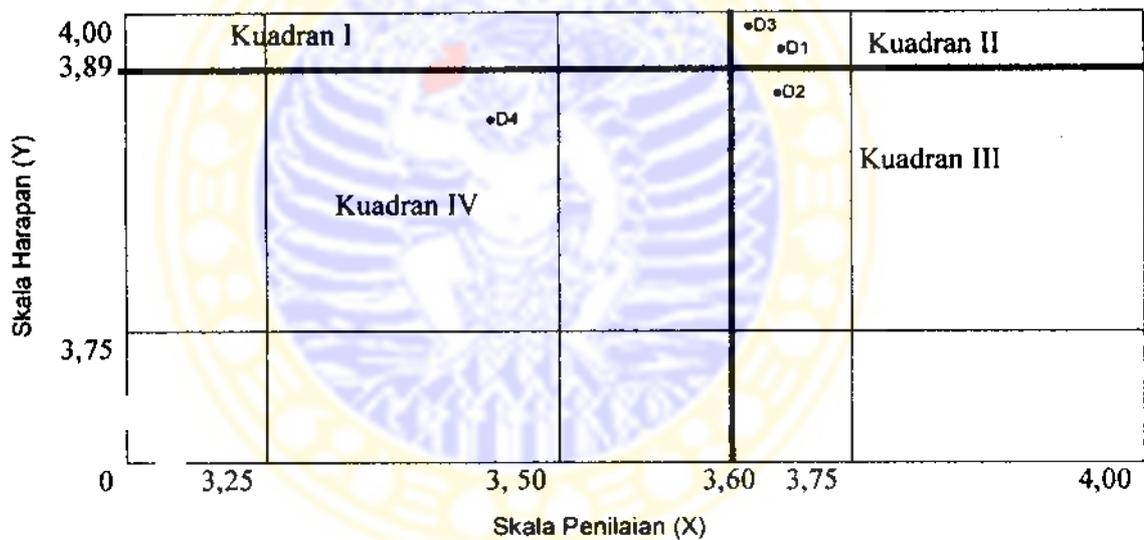 4,00
Kuadran I
D3
D1
Kuadran II
3,89
D2
D4
Kuadran III
Kuadran IV
Skala Harapan (Y)
3,75
0
3,25
3, 50
3,60
3,75
4,00
Skala Penilaian (X)